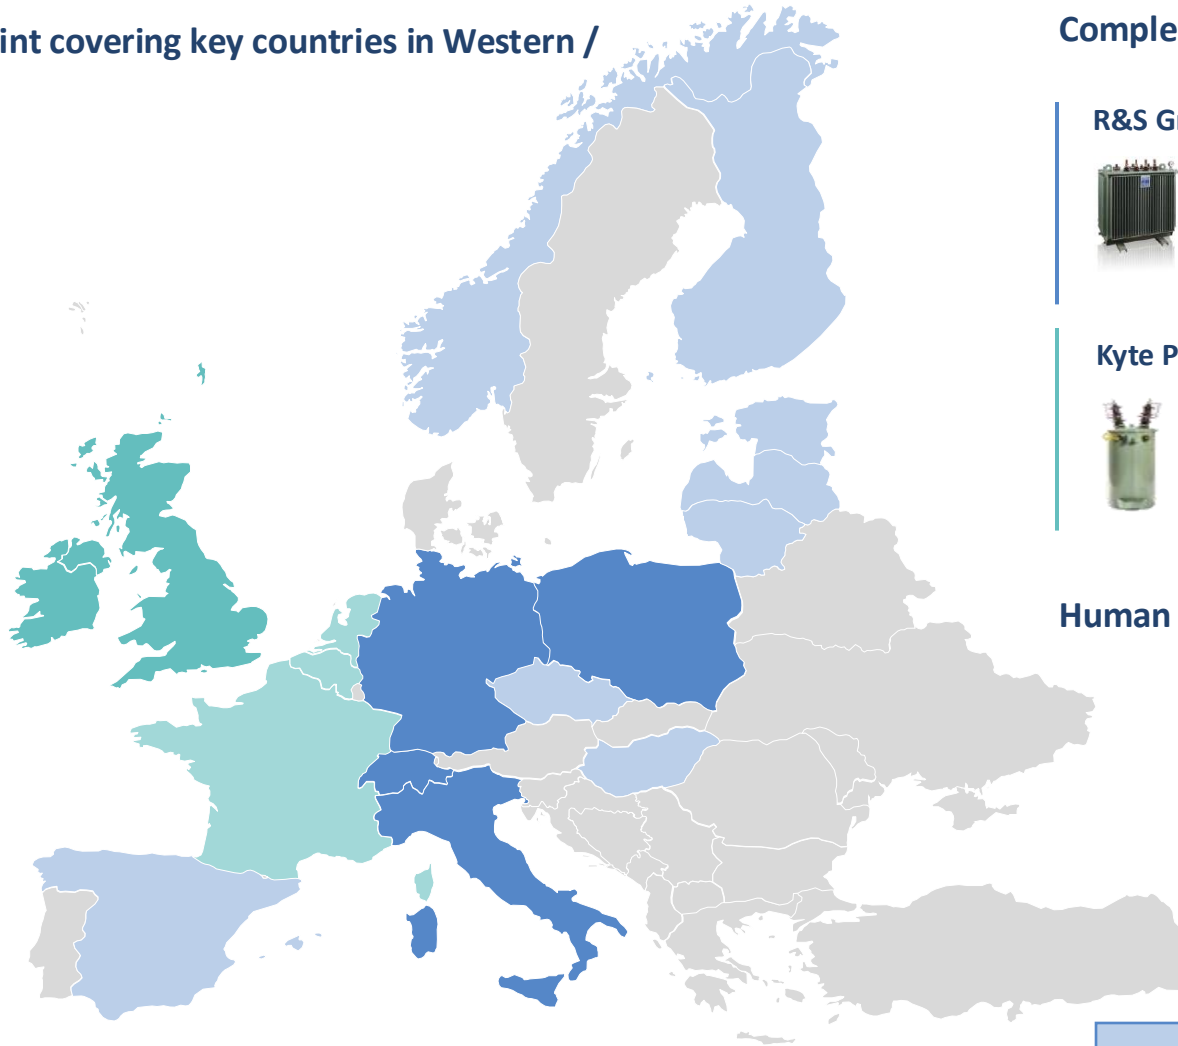 int covering key countries in Western /
Comple
R&S G
Kyte P
Human